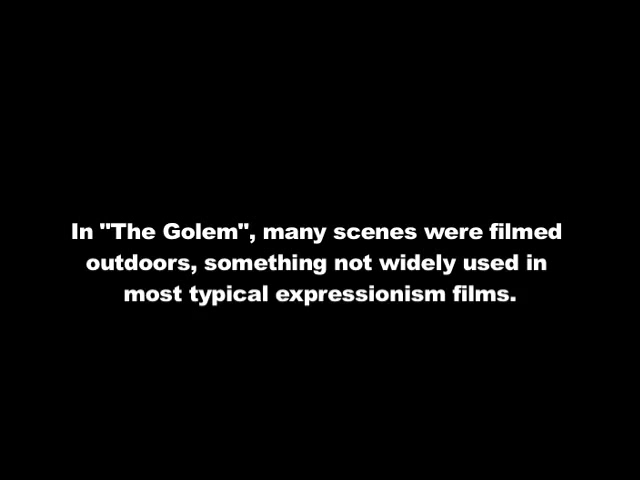 In "The Golem", many scenes were filmed
outdoors, something not widely used in
most typical expressionism films.